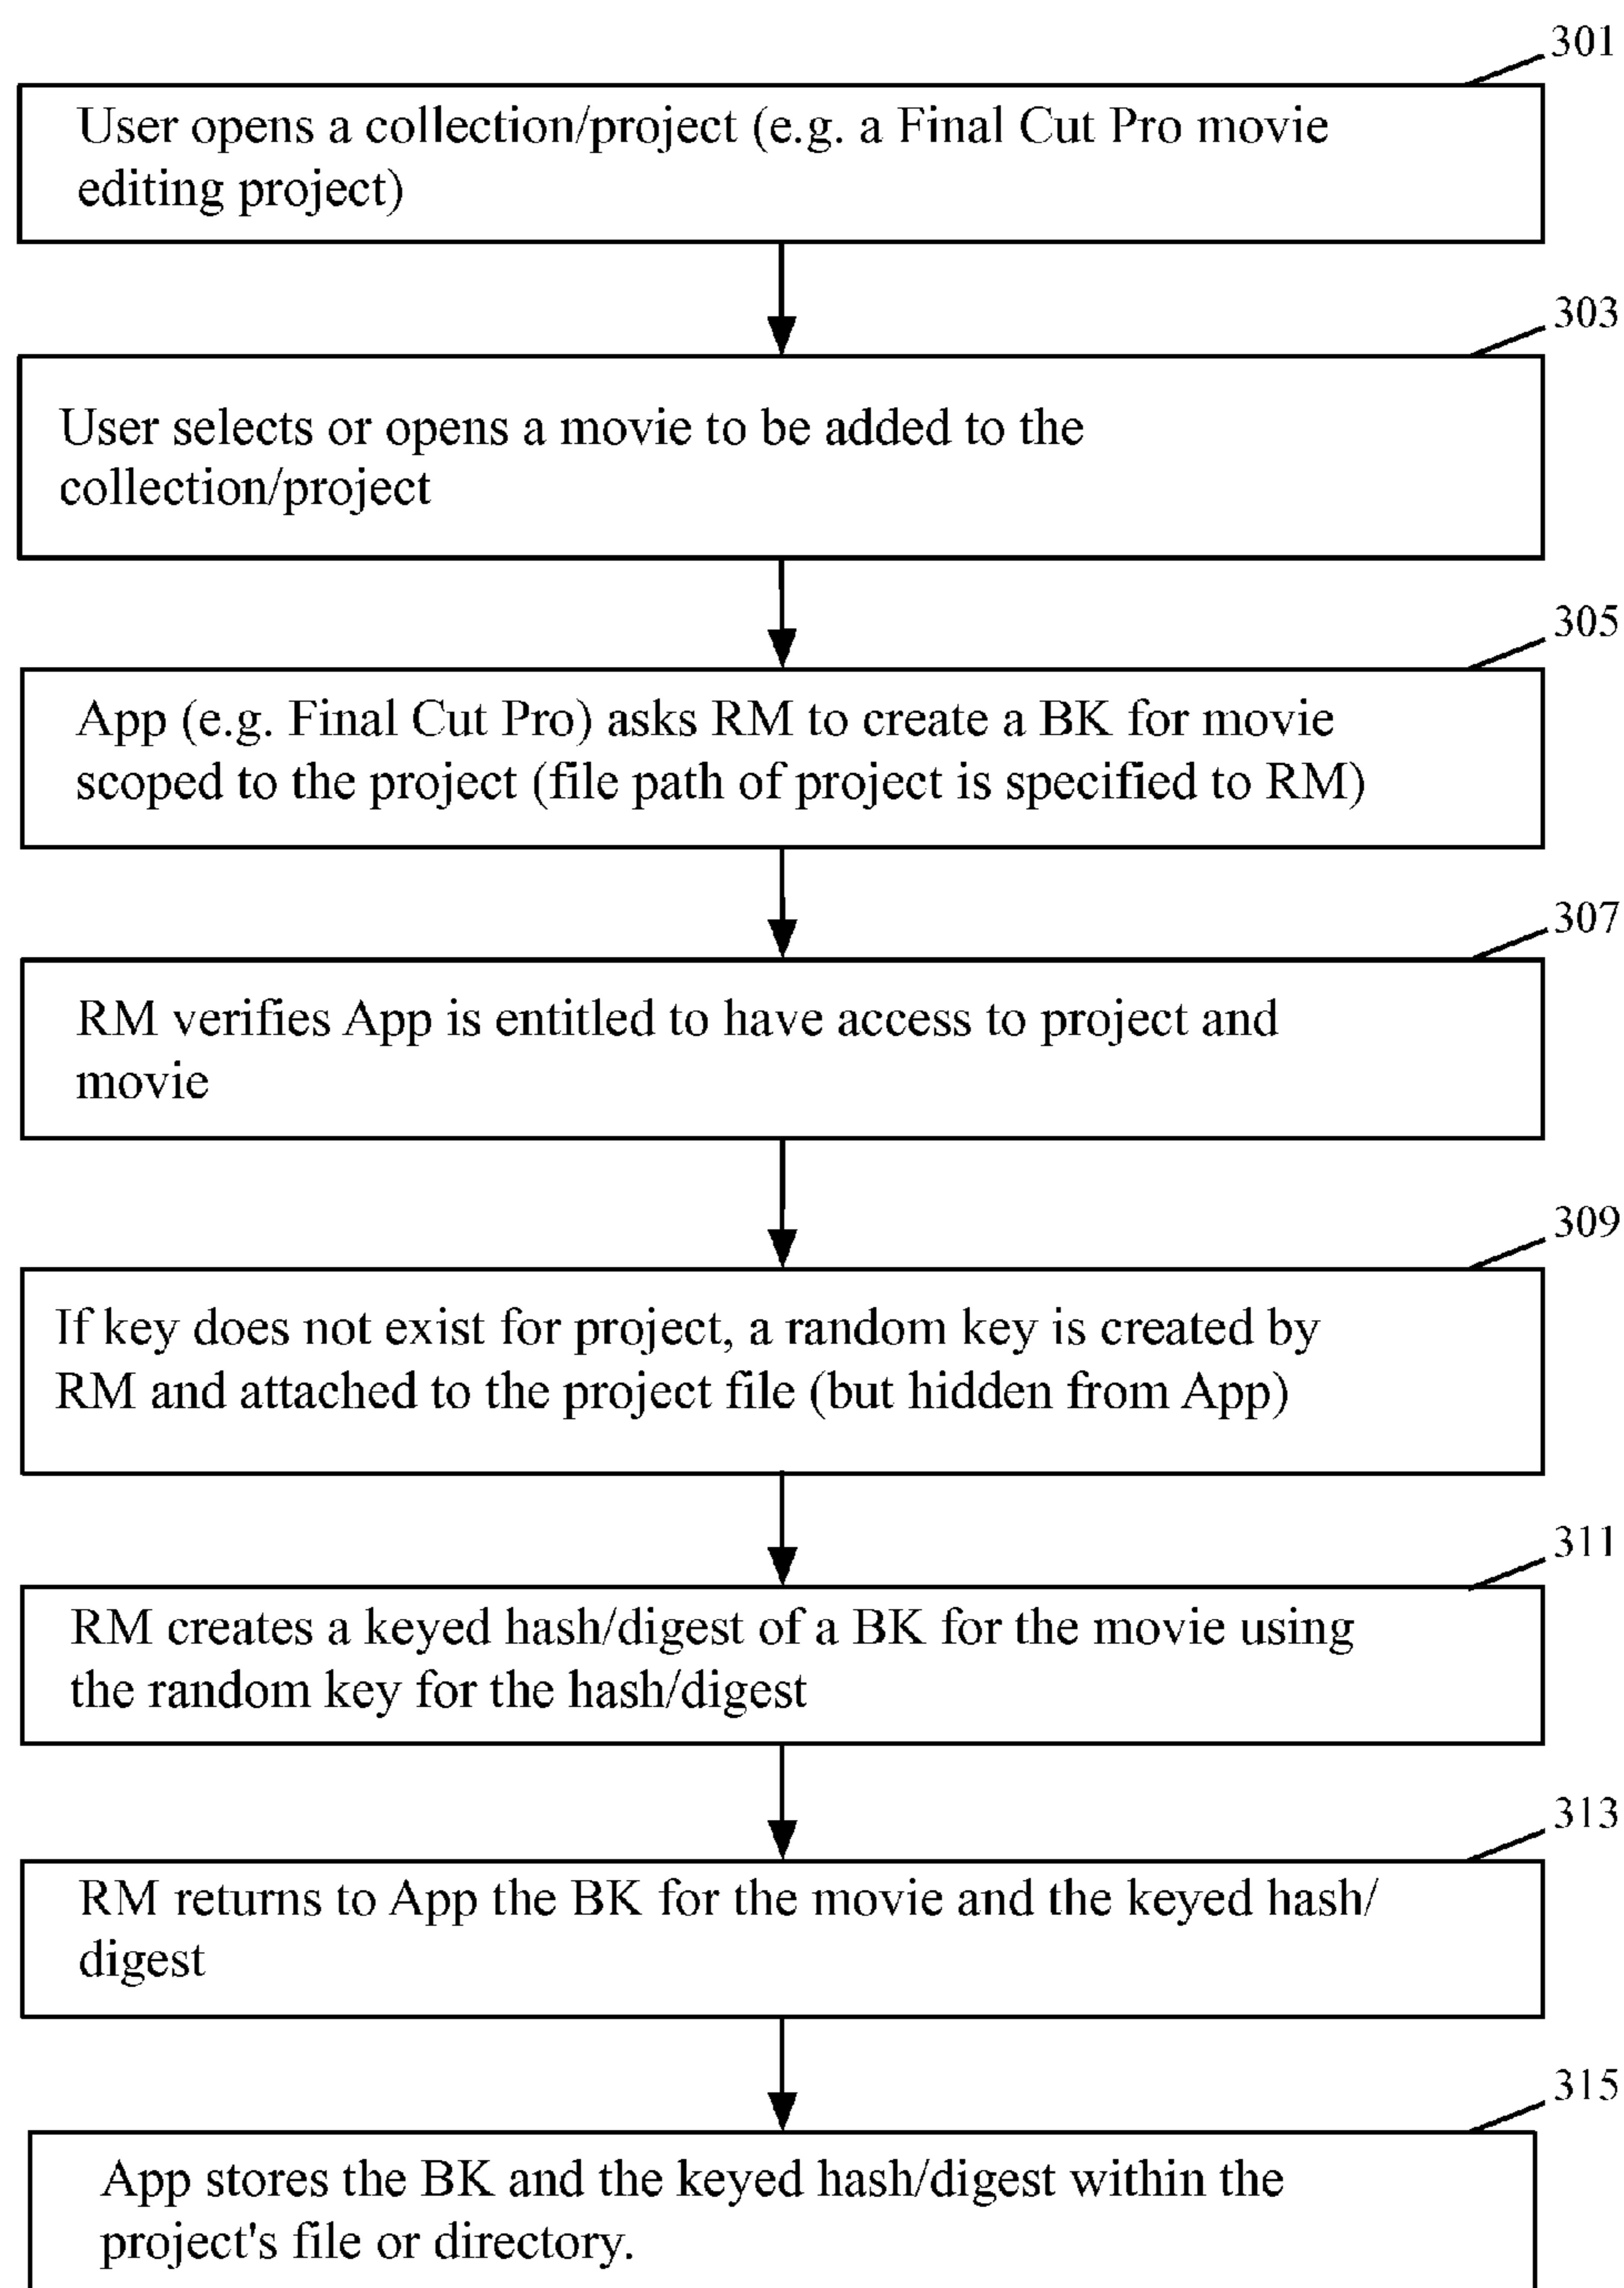 301
User opens a collection/project (e.g. a Final Cut Pro movie
editing project)
303
User selects or opens a movie to be added to the
collection/project
305
App (e.g. Final Cut Pro) asks RM to create a BK for movie
scoped to the project (file path of project is specified to RM)
307
RM verifies App is entitled to have access to project and
movie
309
If key does not exist for project, a random key is created by
RM and attached to the project file (but hidden from App)
311
RM creates a keyed hash/digest of a BK for the movie using
the random key for the hash/digest
313
RM returns to App the BK for the movie and the keyed hash/
digest
315
App stores the BK and the keyed hash/digest within the
project's file or directory.